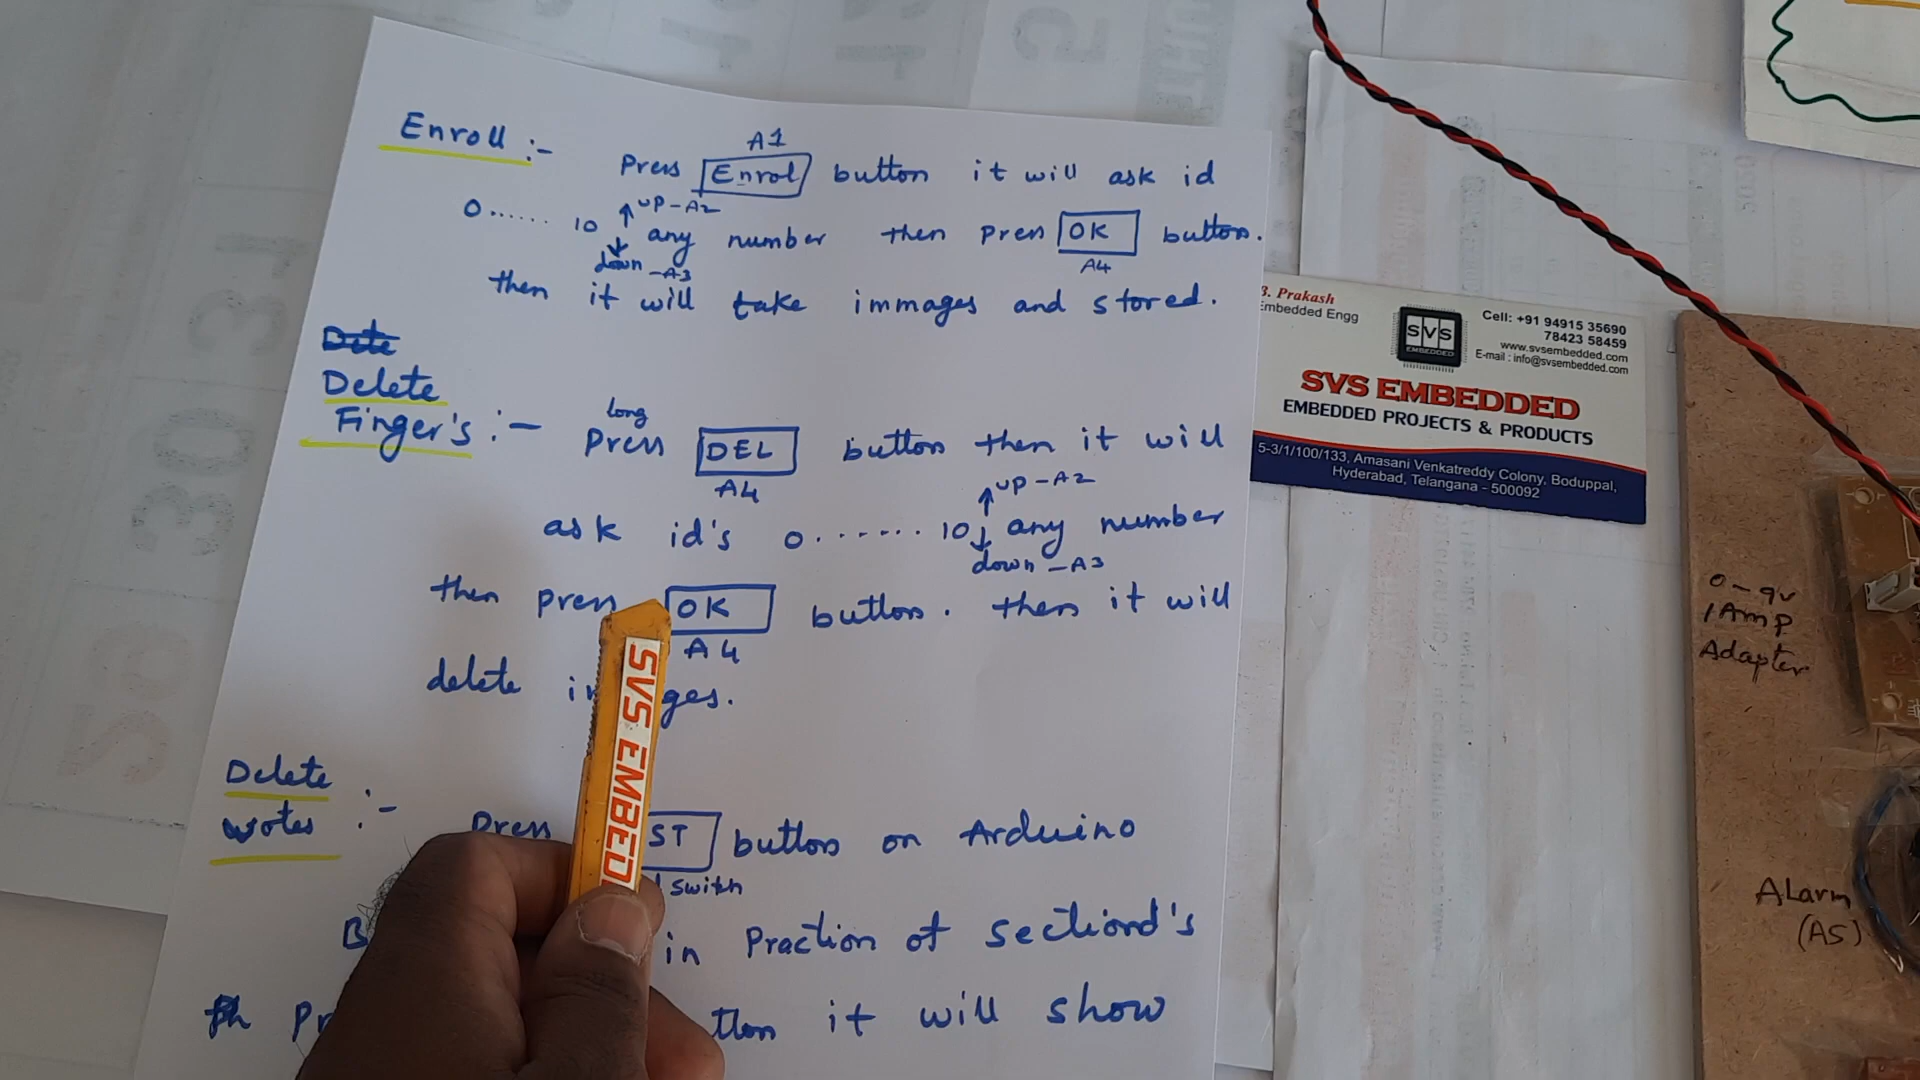 Enroll :-
A1
Press Enrol button it will ask id
0...... 10 ↑ UP-A2 any number then press OK button.
↓ down -A3
A4
then it will take immages and stored.
Delete
Finger's :-
long
Press DEL button then it will
A4
↑ UP-A2
ask id's 0....... 10 any number
↓ down -A3
then press OK button. then it will
A4
delete
Delete
wotes :-
Press ST button on Arduino
switch
in Praction of sectiond's
it will show
B. Prakash
Embedded Engg
SVS
EMBEDDED
Cell: +91 94915 35690
78423 58459
www.svsembedded.com
E-mail : info@svsembedded.com
SVS EMBEDDED
EMBEDDED PROJECTS & PRODUCTS
5-3/1/100/133, Amasani Venkatreddy Colony, Boduppal,
Hyderabad, Telangana - 500092
SVS EMBED
0-9v
1Amp
Adapter
ALarm
(A5)